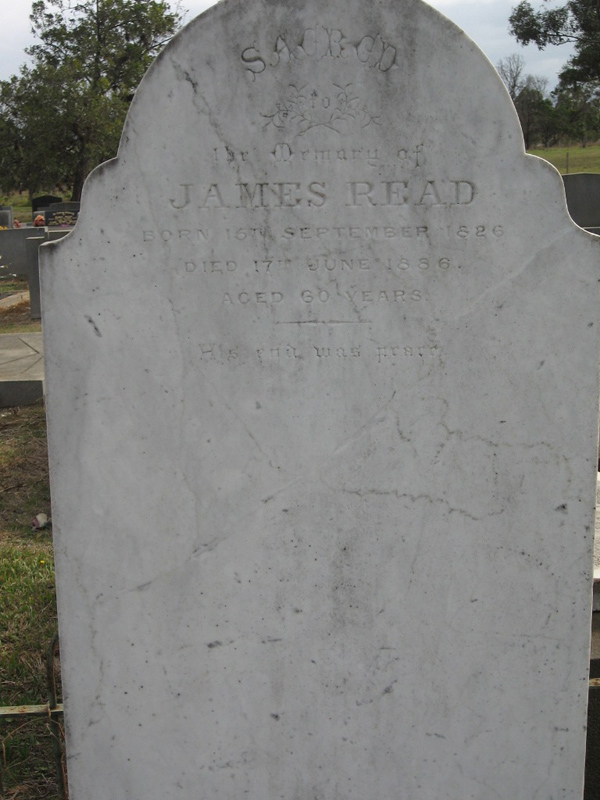 SACRED
to
the Memory of
JAMES READ
BORN 15TH SEPTEMBER 1826
DIED 17TH JUNE 1886.
AGED 60 YEARS.
His end was peace.